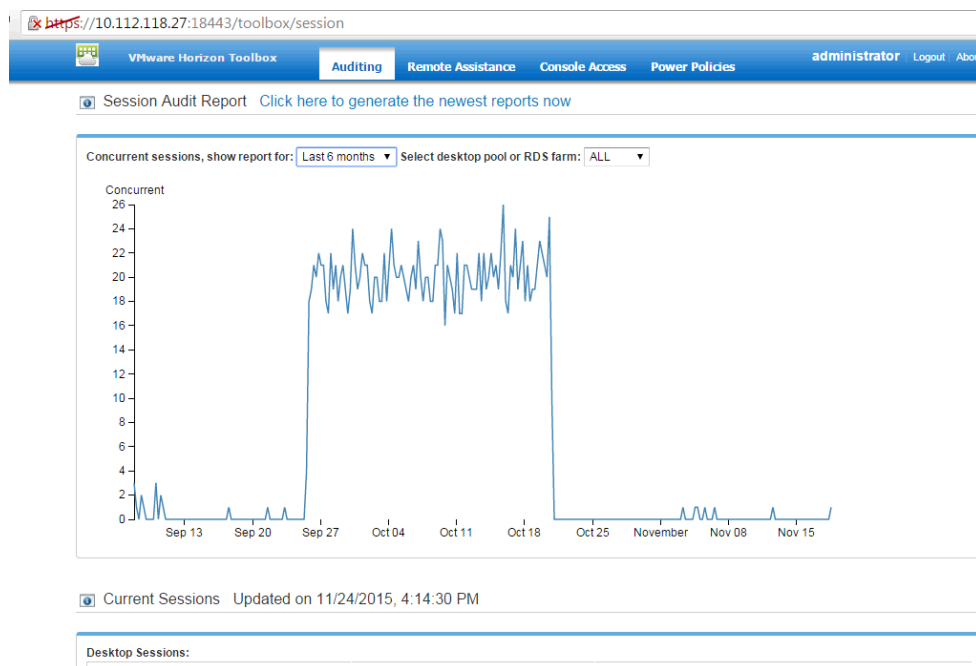 https://10.112.118.27:18443/toolbox/session
VMware Horizon Toolbox
Auditing
Remote Assistance
Console Access
Power Policies
administrator
Logout
Session Audit Report Click here to generate the newest reports now
Concurrent sessions, show report for: Last 6 months Select desktop pool or RDS farm: ALL
Concurrent
26
24
22
20
18
16
14
12
10
8
6
4
2
0
Sep 13 Sep 20 Sep 27 Oct 04 Oct 11 Oct 18 Oct 25 November Nov 08 Nov 15
Current Sessions Updated on 11/24/2015, 4:14:30 PM
Desktop Sessions: